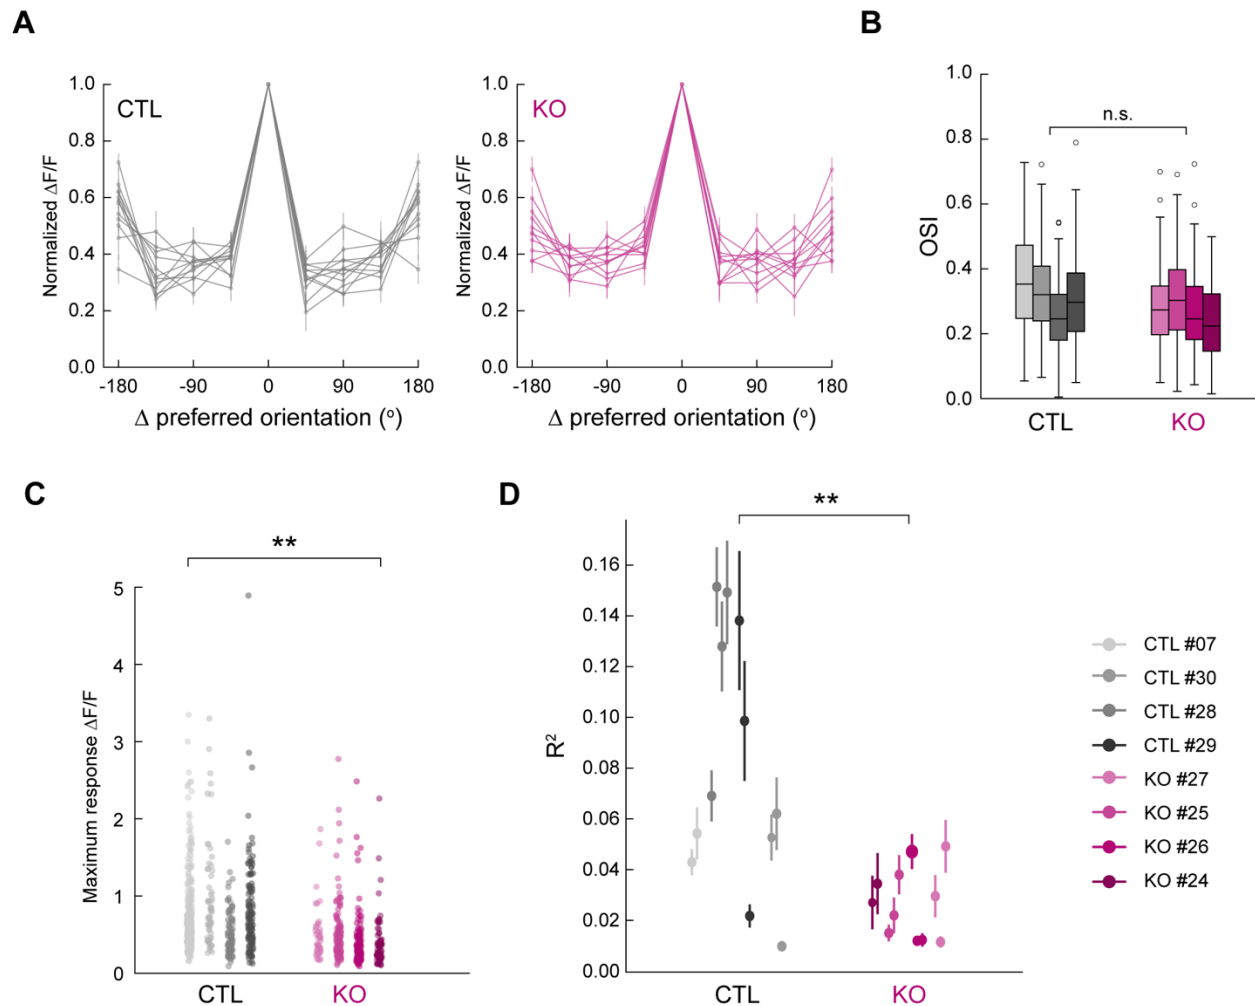 A
B
CTL
KO
Normalized ΔF/F
1.0
0.8
0.6
0.4
0.2
0.0
-180
-90
0
90
180
Δ preferred orientation (°)
Normalized ΔF/F
1.0
0.8
0.6
0.4
0.2
0.0
-180
-90
0
90
180
Δ preferred orientation (°)
n.s.
OSI
1.0
0.8
0.6
0.4
0.2
0.0
CTL
KO
C
D
**
Maximum response ΔF/F
5
4
3
2
1
0
CTL
KO
**
R²
0.16
0.14
0.12
0.10
0.08
0.06
0.04
0.02
0.00
CTL
KO
CTL #07
CTL #30
CTL #28
CTL #29
KO #27
KO #25
KO #26
KO #24